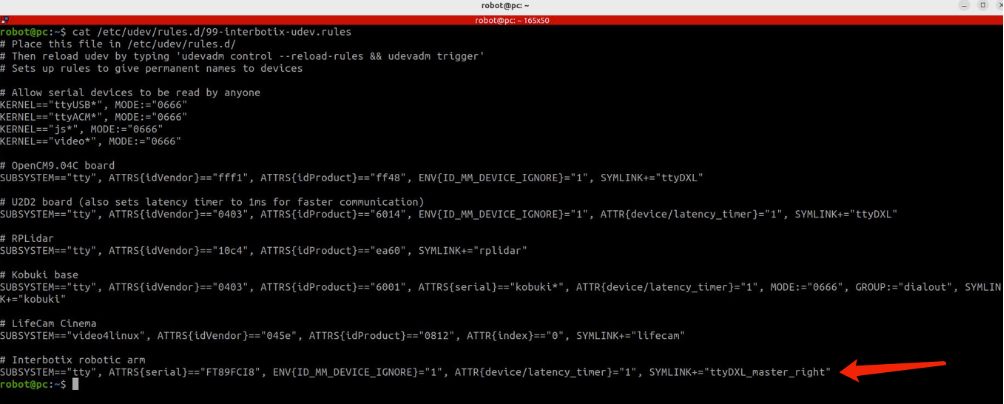 robot@pc: ~
robot@pc: ~ 165x50
robot@pc:~$ cat /etc/udev/rules.d/99-interbotix-udev.rules
# Place this file in /etc/udev/rules.d/
# Then reload udev by typing 'udevadm control --reload-rules && udevadm trigger'
# Sets up rules to give permanent names to devices
# Allow serial devices to be read by anyone
KERNEL=="ttyUSB*", MODE:="0666"
KERNEL=="ttyACM*", MODE:="0666"
KERNEL=="js*", MODE:="0666"
KERNEL=="video*", MODE:="0666"
# OpenCM9.04C board
SUBSYSTEM=="tty", ATTRS{idVendor}=="fff1", ATTRS{idProduct}=="ff48", ENV{ID_MM_DEVICE_IGNORE}="1", SYMLINK+="ttyDXL"
# U2D2 board (also sets latency timer to 1ms for faster communication)
SUBSYSTEM=="tty", ATTRS{idVendor}=="0403", ATTRS{idProduct}=="6014", ENV{ID_MM_DEVICE_IGNORE}="1", ATTR{device/latency_timer}="1", SYMLINK+="ttyDXL"
# RPLidar
SUBSYSTEM=="tty", ATTRS{idVendor}=="10c4", ATTRS{idProduct}=="ea60", SYMLINK+="rplidar"
# Kobuki base
SUBSYSTEM=="tty", ATTRS{idVendor}=="0403", ATTRS{idProduct}=="6001", ATTRS{serial}=="kobuki*", ATTR{device/latency_timer}="1", MODE:="0666", GROUP:="dialout", SYMLIN
K+="kobuki"
# LifeCam Cinema
SUBSYSTEM=="video4linux", ATTRS{idVendor}=="045e", ATTRS{idProduct}=="0812", ATTR{index}=="0", SYMLINK+="lifecam"
# Interbotix robotic arm
SUBSYSTEM=="tty", ATTRS{serial}=="FT89FCI8", ENV{ID_MM_DEVICE_IGNORE}="1", ATTR{device/latency_timer}="1", SYMLINK+="ttyDXL_master_right"
robot@pc:~$